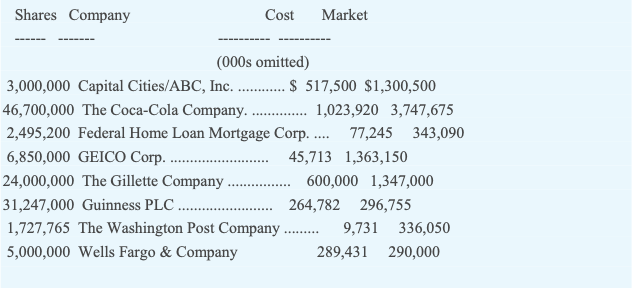 Shares Company Cost Market
------ ------- ---------- ----------
(000s omitted)
3,000,000 Capital Cities/ABC, Inc. ............ $ 517,500 $1,300,500
46,700,000 The Coca-Cola Company. .............. 1,023,920 3,747,675
2,495,200 Federal Home Loan Mortgage Corp. .... 77,245 343,090
6,850,000 GEICO Corp. ......................... 45,713 1,363,150
24,000,000 The Gillette Company ................ 600,000 1,347,000
31,247,000 Guinness PLC ........................ 264,782 296,755
1,727,765 The Washington Post Company ......... 9,731 336,050
5,000,000 Wells Fargo & Company 289,431 290,000